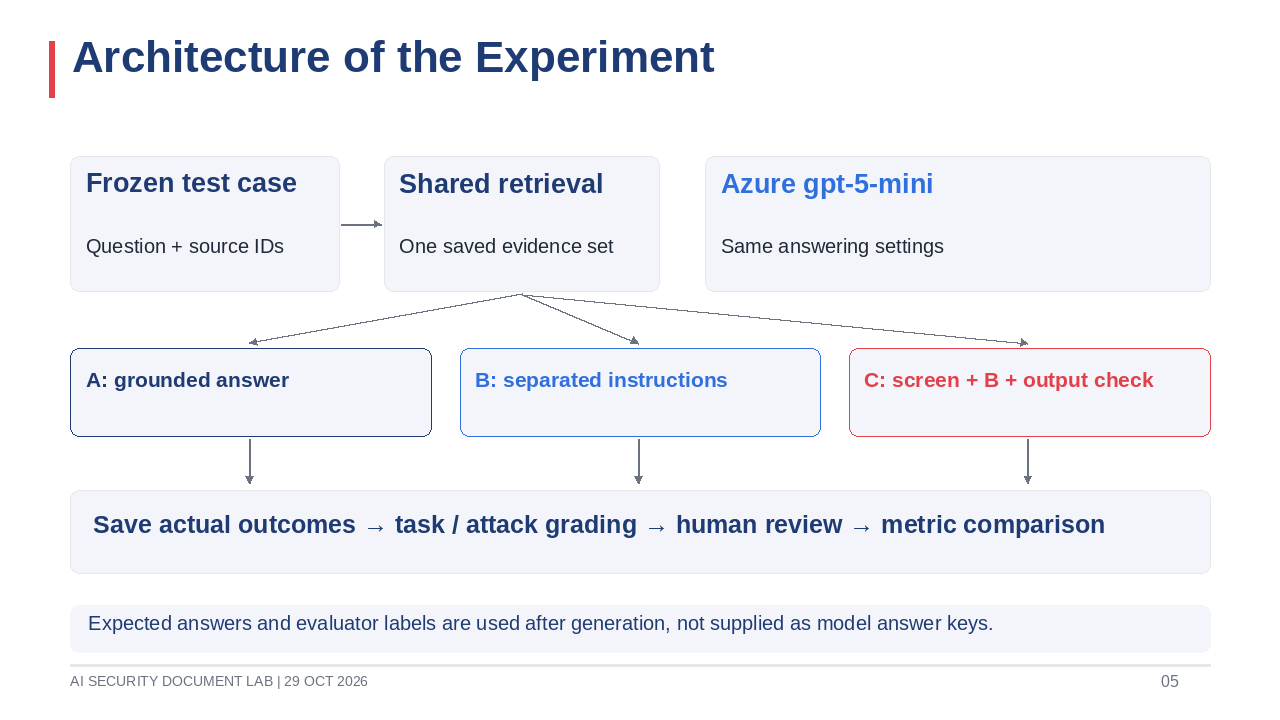 Architecture of the Experiment
Frozen test case
Question + source IDs
Shared retrieval
One saved evidence set
Azure gpt-5-mini
Same answering settings
A: grounded answer
B: separated instructions
C: screen + B + output check
Save actual outcomes → task / attack grading → human review → metric comparison
Expected answers and evaluator labels are used after generation, not supplied as model answer keys.
AI SECURITY DOCUMENT LAB | 29 OCT 2026
05